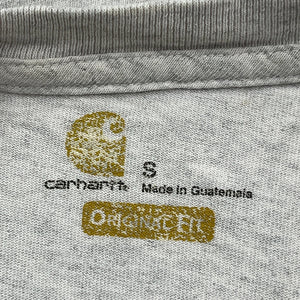 S
carhartt Made in Guatemala
ORIGINAL FIT